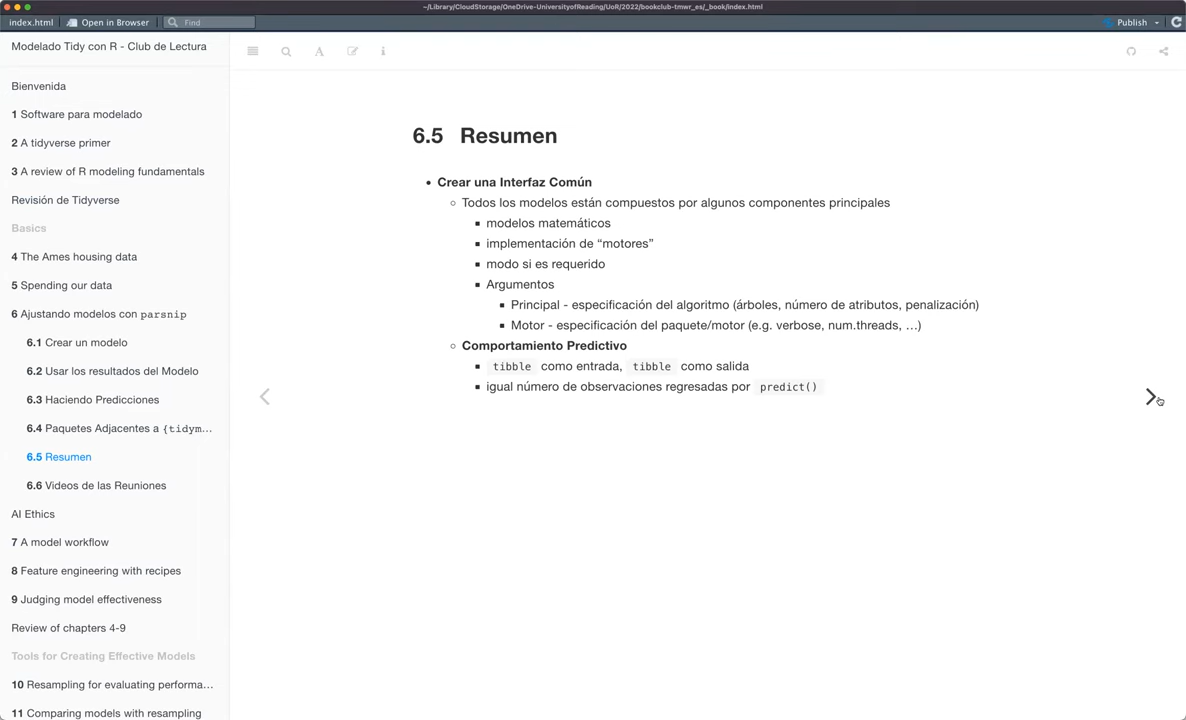 ~/Library/CloudStorage/OneDrive-UniversityofReading/UoR/2022/bookclub-tmwr_es/_book/index.html
index.html
Open in Browser
Find
Publish
Modelado Tidy con R - Club de Lectura
Bienvenida
1 Software para modelado
2 A tidyverse primer
3 A review of R modeling fundamentals
Revisión de Tidyverse
Basics
4 The Ames housing data
5 Spending our data
6 Ajustando modelos con parsnip
6.1 Crear un modelo
6.2 Usar los resultados del Modelo
6.3 Haciendo Predicciones
6.4 Paquetes Adjacentes a {tidym...
6.5 Resumen
6.6 Videos de las Reuniones
AI Ethics
7 A model workflow
8 Feature engineering with recipes
9 Judging model effectiveness
Review of chapters 4-9
Tools for Creating Effective Models
10 Resampling for evaluating performa...
11 Comparing models with resampling
6.5 Resumen
• Crear una Interfaz Común
○ Todos los modelos están compuestos por algunos componentes principales
▪ modelos matemáticos
▪ implementación de “motores”
▪ modo si es requerido
▪ Argumentos
▪ Principal - especificación del algoritmo (árboles, número de atributos, penalización)
▪ Motor - especificación del paquete/motor (e.g. verbose, num.threads, …)
○ Comportamiento Predictivo
▪ tibble como entrada, tibble como salida
▪ igual número de observaciones regresadas por predict()